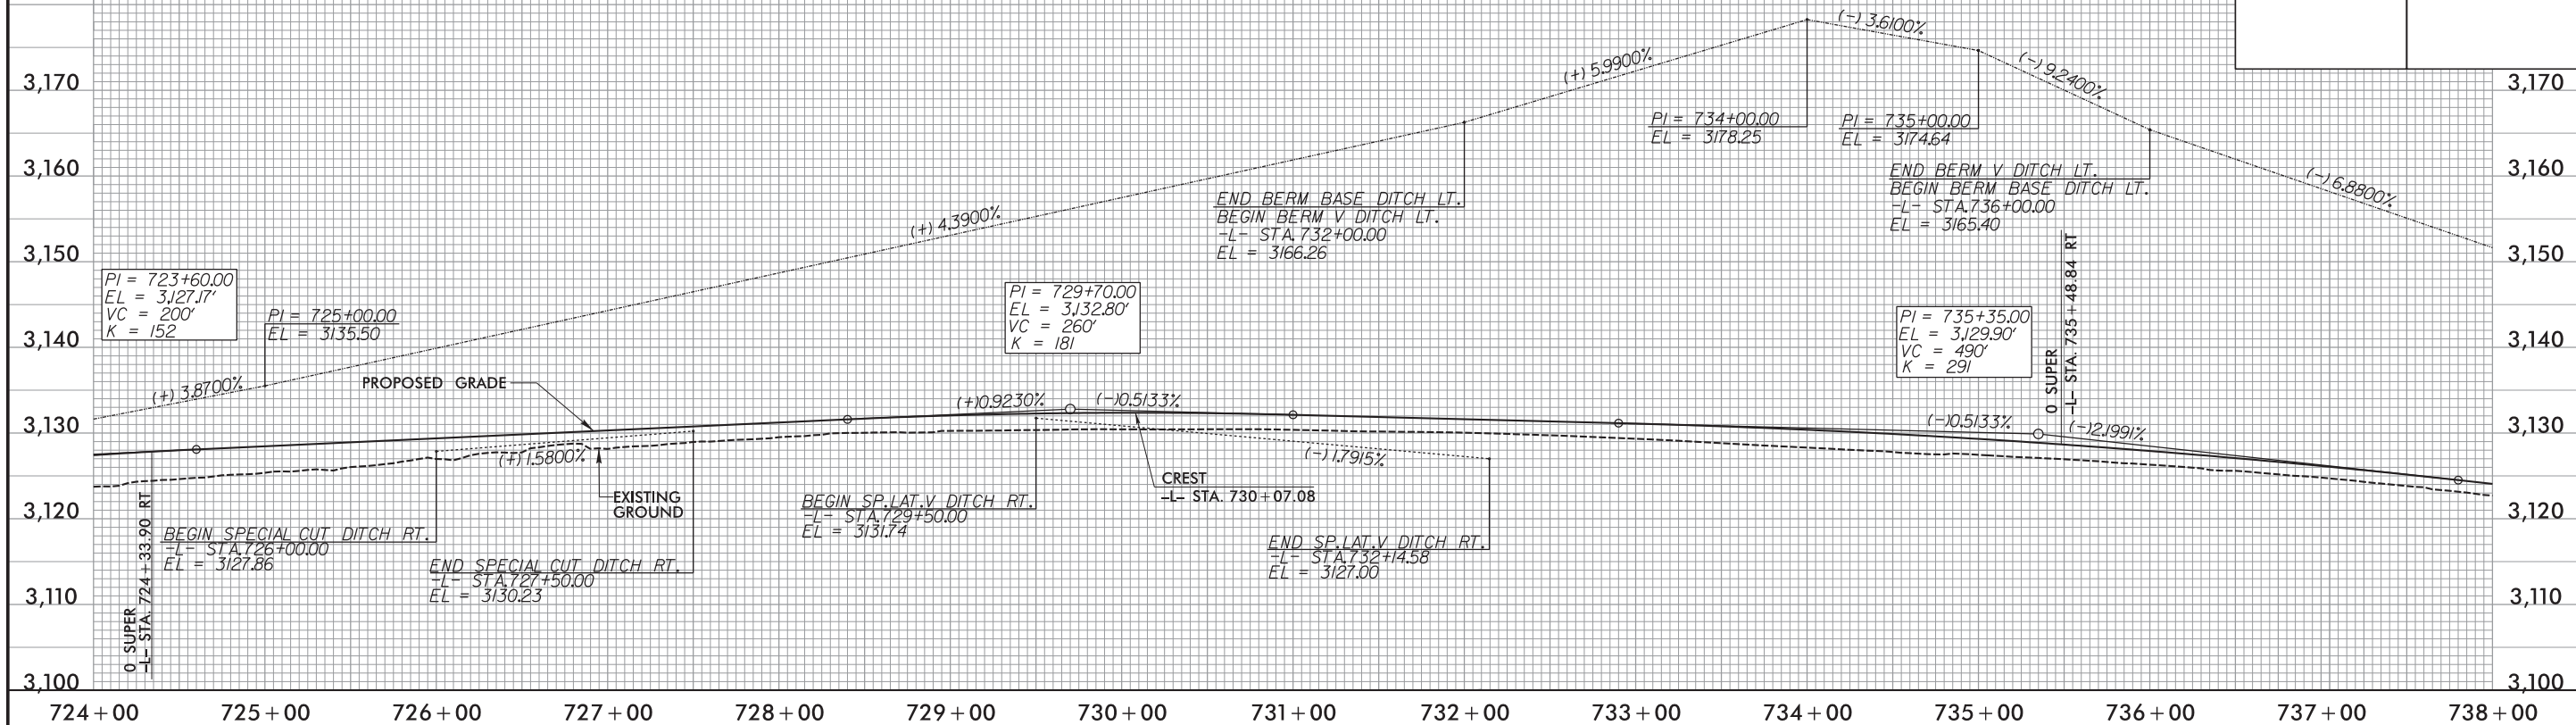 (-) 3.6100%
(+) 5.9900%
(-) 9.2400%
3,170
3,170
PI = 734+00.00
EL = 3178.25
PI = 735+00.00
EL = 3174.64
3,160
3,160
END BERM V DITCH LT.
BEGIN BERM BASE DITCH LT.
-L- STA.736+00.00
EL = 3165.40
(-) 6.8800%
END BERM BASE DITCH LT.
BEGIN BERM V DITCH LT.
-L- STA.732+00.00
EL = 3166.26
(+) 4.3900%
3,150
3,150
PI = 723+60.00
EL = 3,127.17'
VC = 200'
K = 152
PI = 725+00.00
EL = 3135.50
PI = 729+70.00
EL = 3,132.80'
VC = 260'
K = 181
PI = 735+35.00
EL = 3,129.90'
VC = 490'
K = 291
0 SUPER
-L- STA. 735+48.84 RT
3,140
3,140
(+) 3.8700%
PROPOSED GRADE
(+)0.9230%
(-)0.5133%
(-)0.5133%
(-)2.1991%
3,130
3,130
(+)1.5800%
(-)1.7915%
EXISTING
GROUND
CREST
-L- STA. 730+07.08
BEGIN SP.LAT.V DITCH RT.
-L- STA.729+50.00
EL = 3131.74
3,120
3,120
BEGIN SPECIAL CUT DITCH RT.
-L- STA.726+00.00
EL = 3127.86
END SPECIAL CUT DITCH RT.
-L- STA.727+50.00
EL = 3130.23
END SP.LAT.V DITCH RT.
-L- STA.732+14.58
EL = 3127.00
0 SUPER
-L- STA. 724+33.90 RT
3,110
3,110
3,100
3,100
724+00 725+00 726+00 727+00 728+00 729+00 730+00 731+00 732+00 733+00 734+00 735+00 736+00 737+00 738+00